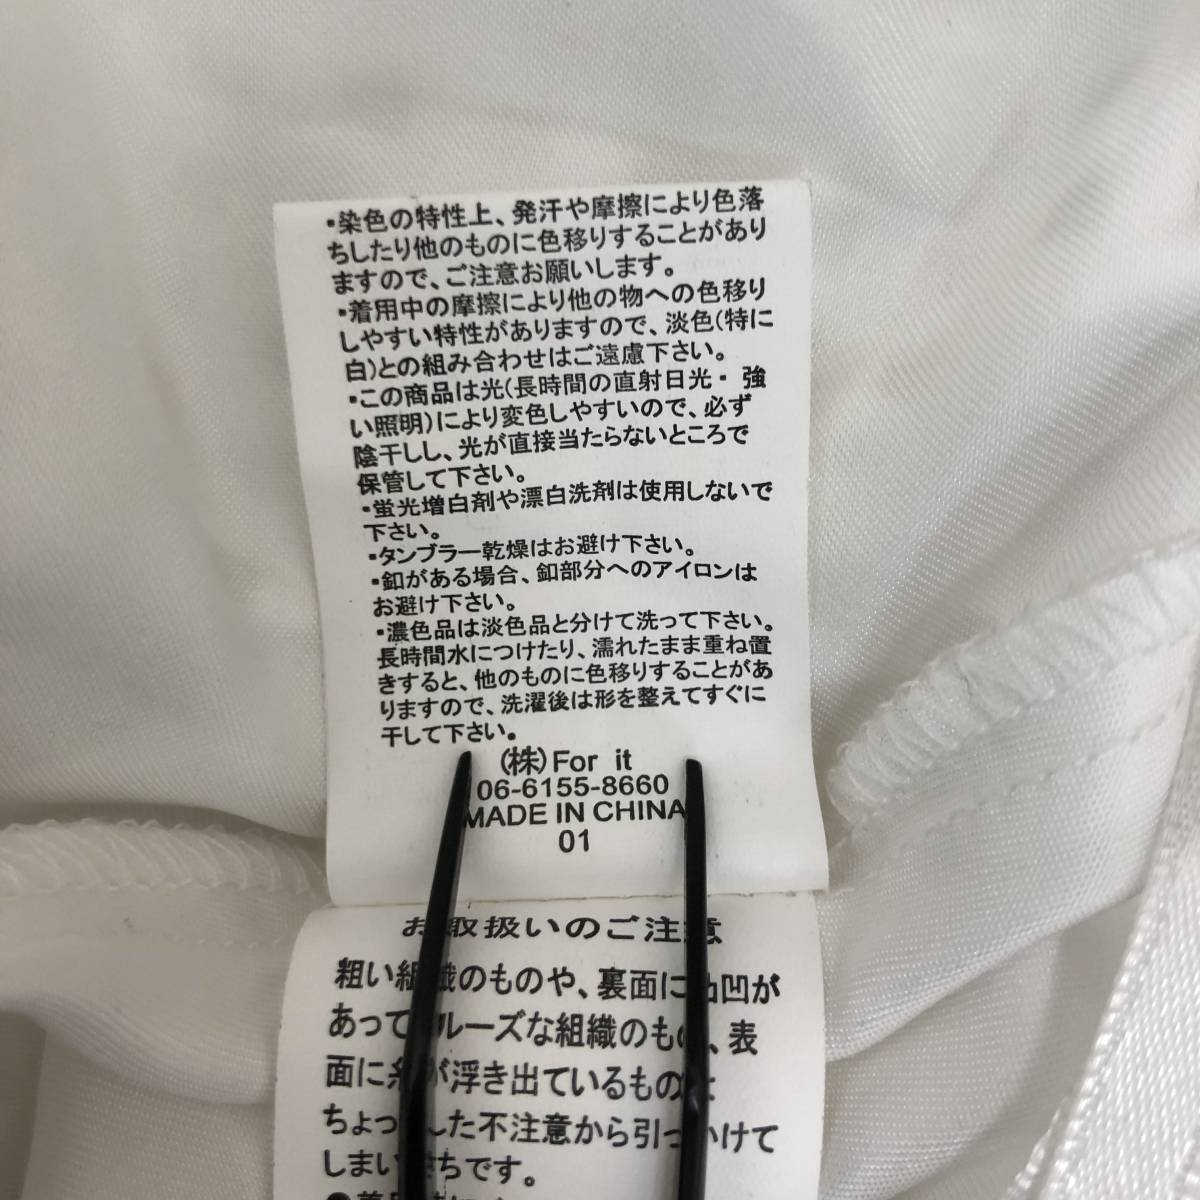 ・染色の特性上、発汗や摩擦により色落
ちしたり他のものに色移りすることがあり
ますので、ご注意お願いします。
・着用中の摩擦により他の物への色移り
しやすい特性がありますので、淡色(特に
白)との組み合わせはご遠慮下さい。
・この商品は光(長時間の直射日光・ 強
い照明)により変色しやすいので、必ず
陰干しし、光が直接当たらないところで
保管して下さい。
・蛍光増白剤や漂白洗剤は使用しないで
下さい。
・タンブラー乾燥はお避け下さい。
・釦がある場合、釦部分へのアイロンは
お避け下さい。
・濃色品は淡色品と分けて洗って下さい。
長時間水につけたり、濡れたまま重ね置
きすると、他のものに色移りすることがあ
りますので、洗濯後は形を整えてすぐに
干して下さい。
(株)For it
06-6155-8660
MADE IN CHINA
01
お取扱いのご注意
粗い組織のものや、裏面に凸凹が
あって ルーズな組織のもの、表
面に糸が浮き出ているものは
ちょっとした不注意から引っかけて
しまい ちです。